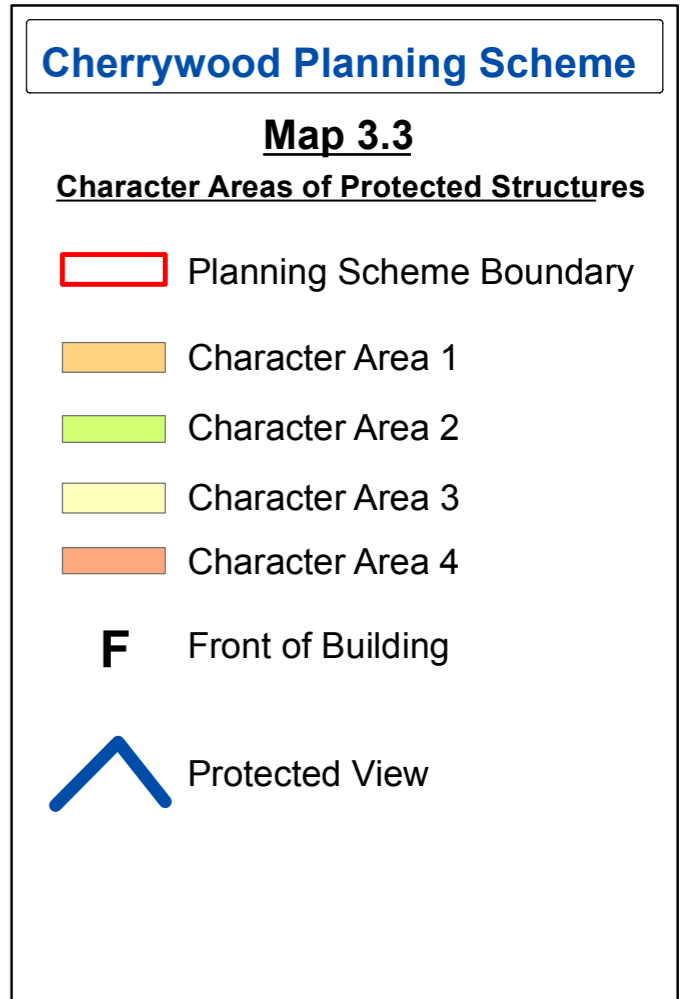 Cherrywood Planning Scheme
Map 3.3
Character Areas of Protected Structures
Planning Scheme Boundary
Character Area 1
Character Area 2
Character Area 3
Character Area 4
F Front of Building
Protected View